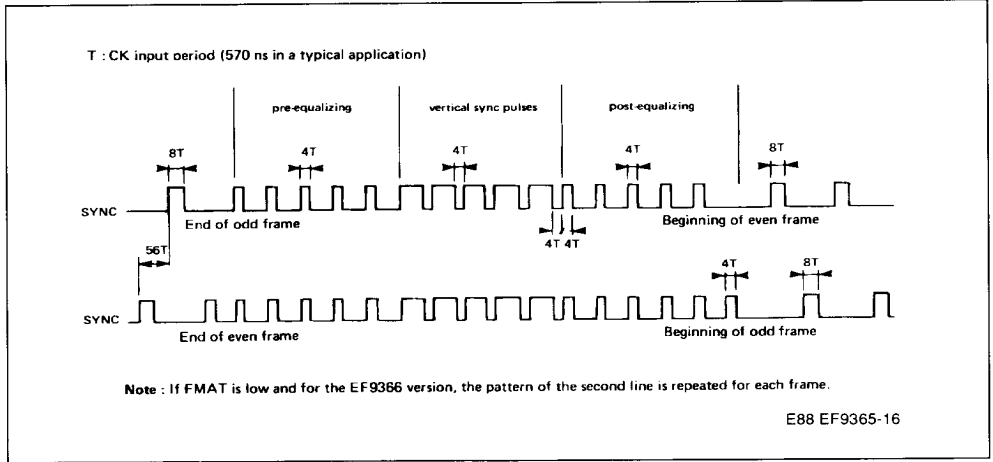 T : CK input period (570 ns in a typical application)
pre-equalizing
vertical sync pulses
post-equalizing
8T
4T
4T
4T
8T
SYNC
End of odd frame
Beginning of even frame
4T
4T
56T
4T
8T
SYNC
End of even frame
Beginning of odd frame
Note : If FMAT is low and for the EF9366 version, the pattern of the second line is repeated for each frame.
E88 EF9365-16